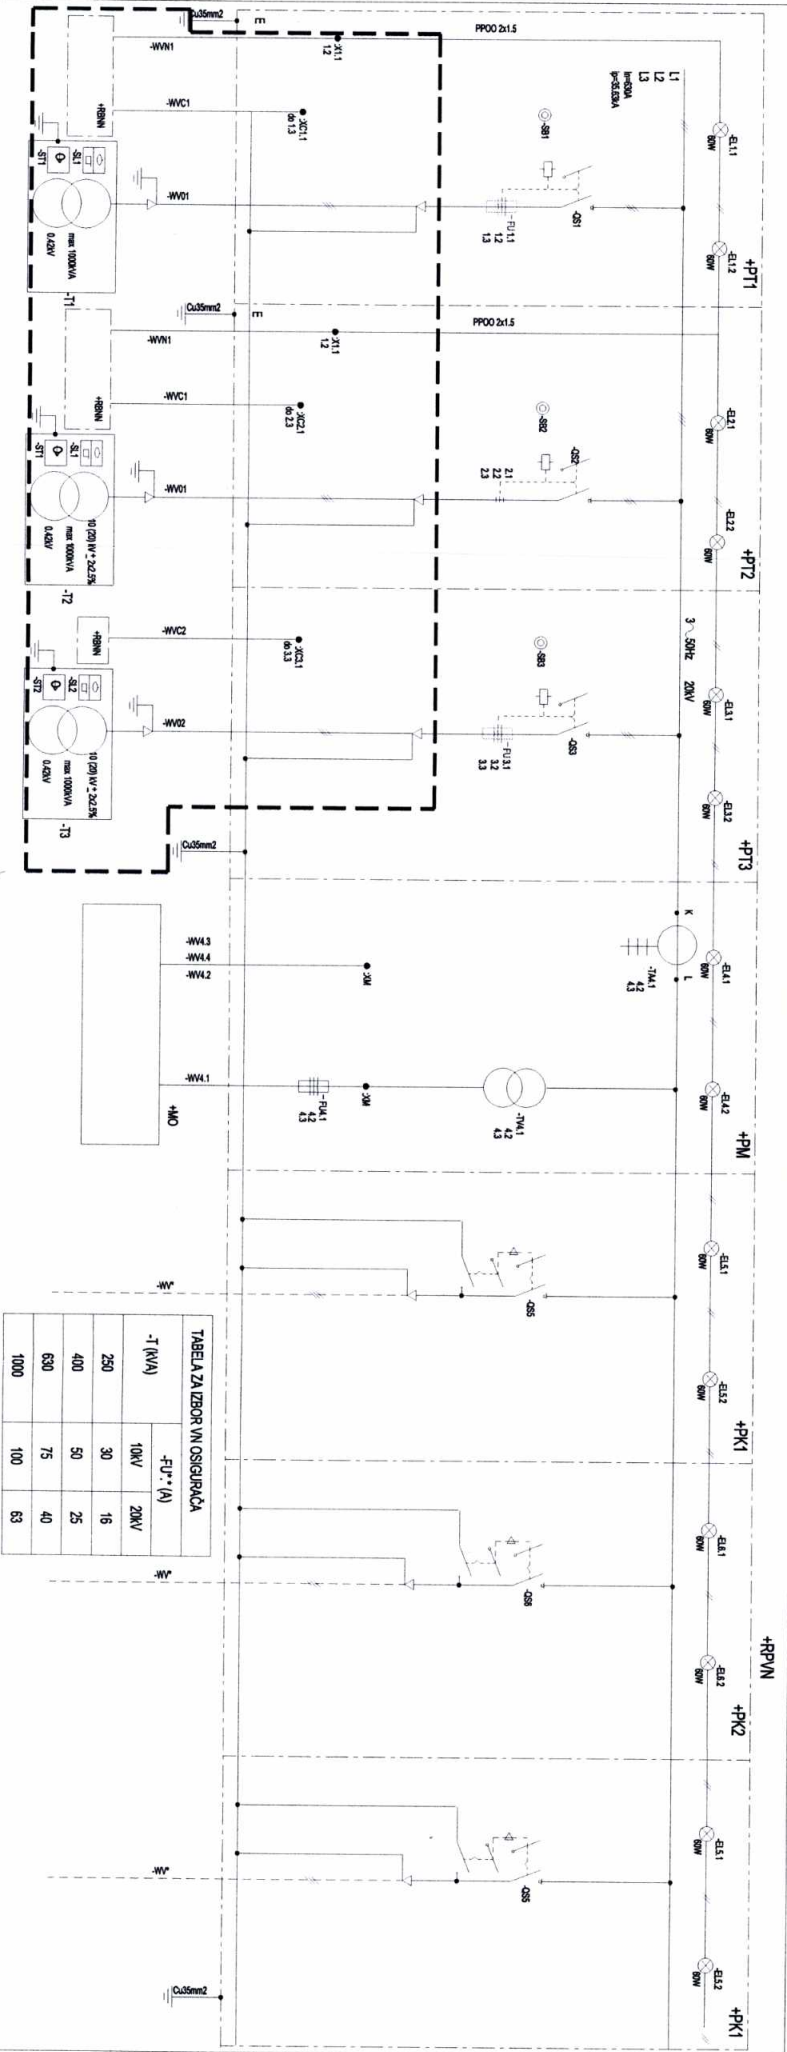 +RPVN
+PT1
+PT2
+PT3
+PM
+PK1
+PK2
+PK1
-EL1.1
60W
-EL1.2
60W
-EL2.1
60W
-EL2.2
60W
-EL3.1
60W
-EL3.2
60W
-EL4.1
60W
-EL4.2
60W
-EL5.1
60W
-EL5.2
60W
-EL6.1
60W
-EL6.2
60W
-EL5.1
60W
-EL5.2
60W
L1
L2
L3
In=630A
Ip=35.63kA
3~50Hz 20kV
PPOO 2x1.5
PPOO 2x1.5
-SB1
-QS1
-FU1.1
1.2
1.3
-SB2
-QS2
2.1
2.2
2.3
-SB3
-QS3
-FU3.1
3.2
3.3
K
L
-TA4.1
4.2
4.3
-TV4.1
4.2
4.3
:XM
:XM
-FU4.1
4.2
4.3
-QS5
-QS6
-QS5
:X1.1
1.2
:XC1.1
do 1.3
:X1.1
1.2
:XC2.1
do 2.3
:XC3.1
do 3.3
Cu35mm2
E
Cu35mm2
E
Cu35mm2
Cu35mm2
-WVN1
-WVC1
-WV01
-WVN1
-WVC1
-WV01
-WVC2
-WV02
-WV4.3
-WV4.4
-WV4.2
-WV4.1
-WV*
-WV*
-WV*
+MO
+RBNN
-ST1
-SL1
max 1000kVA
0.42kV
-T1
+RBNN
-ST1
-SL1
10 (20) kV ± 2x2.5%
max 1000kVA
0.42kV
-T2
+RBNN
-ST2
-SL2
10 (20) kV ± 2x2.5%
max 1000kVA
0.42kV
-T3
TABELA ZA IZBOR VN OSIGURAČA
-T (kVA) -FU*.* (A)
10kV 20kV
250 30 16
400 50 25
630 75 40
1000 100 63